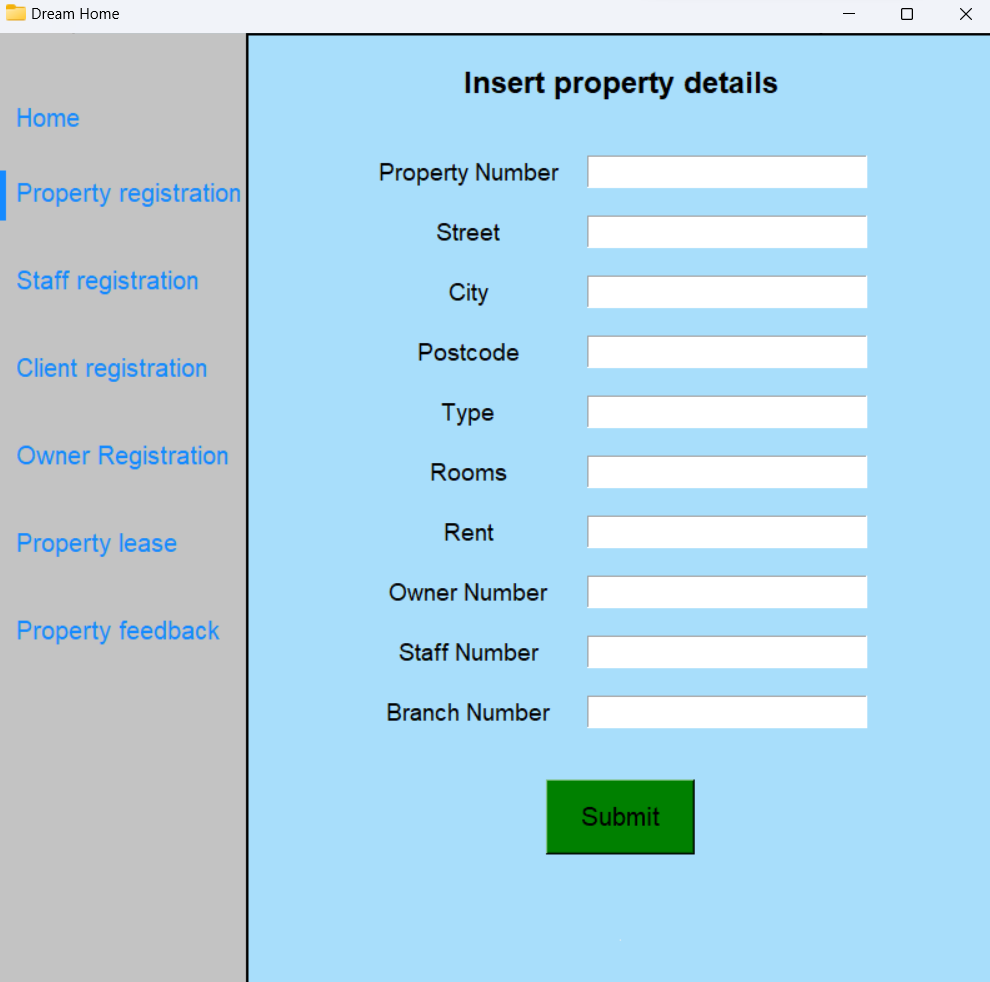 Dream Home
Home
Property registration
Staff registration
Client registration
Owner Registration
Property lease
Property feedback
Insert property details
Property Number
Street
City
Postcode
Type
Rooms
Rent
Owner Number
Staff Number
Branch Number
Submit